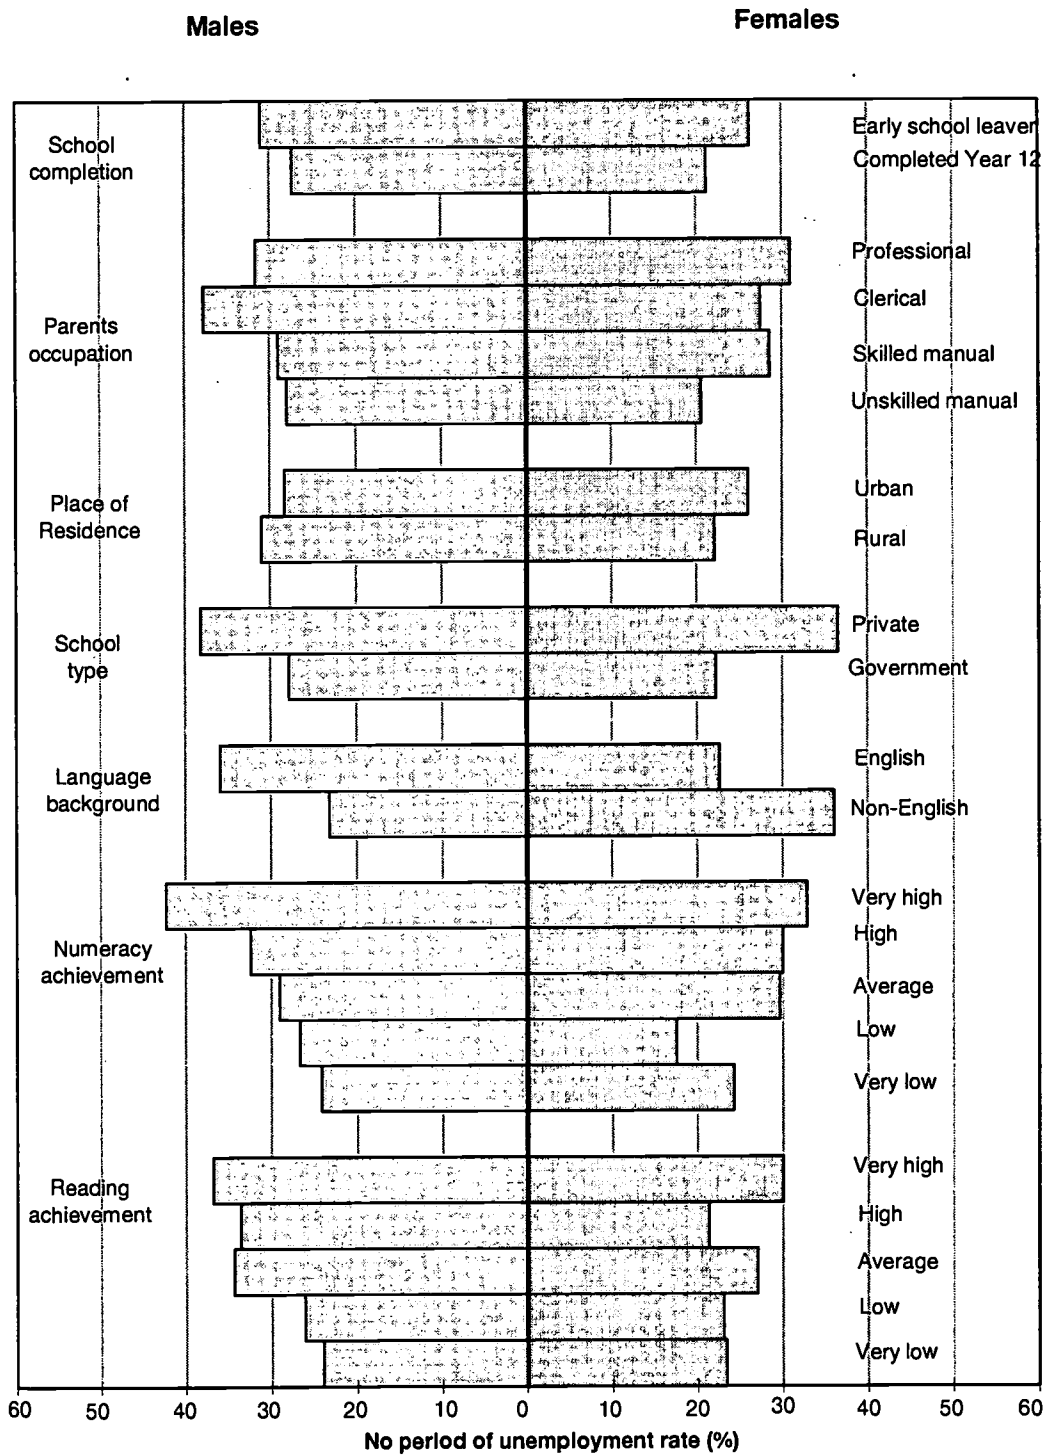 Males
Females
School
completion
Early school leaver
Completed Year 12
Parents
occupation
Professional
Clerical
Skilled manual
Unskilled manual
Place of
Residence
Urban
Rural
School
type
Private
Government
Language
background
English
Non-English
Numeracy
achievement
Very high
High
Average
Low
Very low
Reading
achievement
Very high
High
Average
Low
Very low
60 50 40 30 20 10 0 10 20 30 40 50 60
No period of unemployment rate (%)